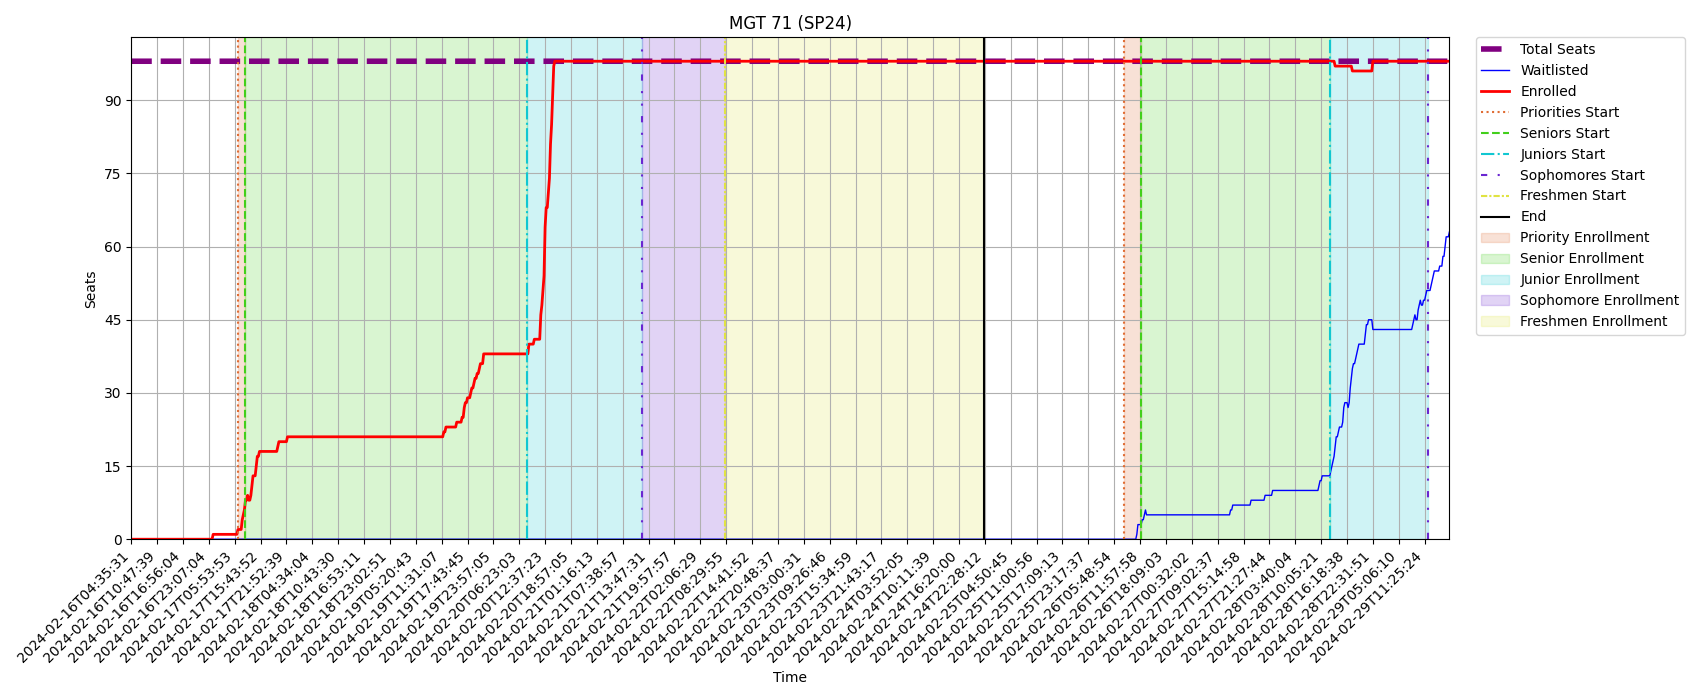 MGT 71 (SP24)
Seats
90
75
60
45
30
15
0
2024-02-16T04:35:31
2024-02-16T10:47:39
2024-02-16T16:56:04
2024-02-16T23:07:04
2024-02-17T05:53:53
2024-02-17T15:43:52
2024-02-17T21:52:39
2024-02-18T04:34:04
2024-02-18T10:43:30
2024-02-18T16:53:11
2024-02-18T23:02:51
2024-02-19T05:20:43
2024-02-19T11:31:07
2024-02-19T17:43:45
2024-02-19T23:57:05
2024-02-20T06:23:03
2024-02-20T12:37:23
2024-02-20T18:57:05
2024-02-21T01:16:13
2024-02-21T07:38:57
2024-02-21T13:47:31
2024-02-21T19:57:57
2024-02-22T02:06:29
2024-02-22T08:29:55
2024-02-22T14:41:52
2024-02-22T20:48:37
2024-02-23T03:00:31
2024-02-23T09:26:46
2024-02-23T15:34:59
2024-02-23T21:43:17
2024-02-24T03:52:05
2024-02-24T10:11:39
2024-02-24T16:20:00
2024-02-24T22:28:12
2024-02-25T04:50:45
2024-02-25T11:00:56
2024-02-25T17:09:13
2024-02-25T23:17:37
2024-02-26T05:48:54
2024-02-26T11:57:58
2024-02-26T18:09:03
2024-02-27T00:32:02
2024-02-27T09:02:37
2024-02-27T15:14:58
2024-02-27T21:27:44
2024-02-28T03:40:04
2024-02-28T10:05:21
2024-02-28T16:18:38
2024-02-28T22:31:51
2024-02-29T05:06:10
2024-02-29T11:25:24
Time
Total Seats
Waitlisted
Enrolled
Priorities Start
Seniors Start
Juniors Start
Sophomores Start
Freshmen Start
End
Priority Enrollment
Senior Enrollment
Junior Enrollment
Sophomore Enrollment
Freshmen Enrollment